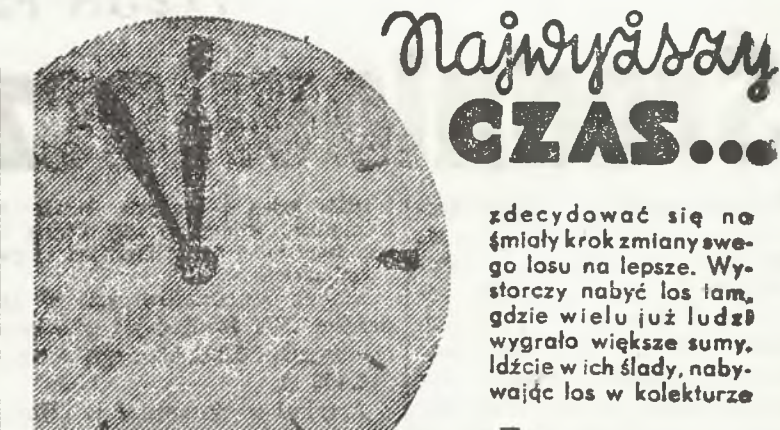 Najwyższy
CZAS...
zdecydować się na
śmiały krok zmiany swe-
go losu na lepsze. Wy-
starczy nabyć los tam,
gdzie wielu już ludzi
wygrało większe sumy.
Idźcie w ich ślady, naby-
wając los w kolekturze